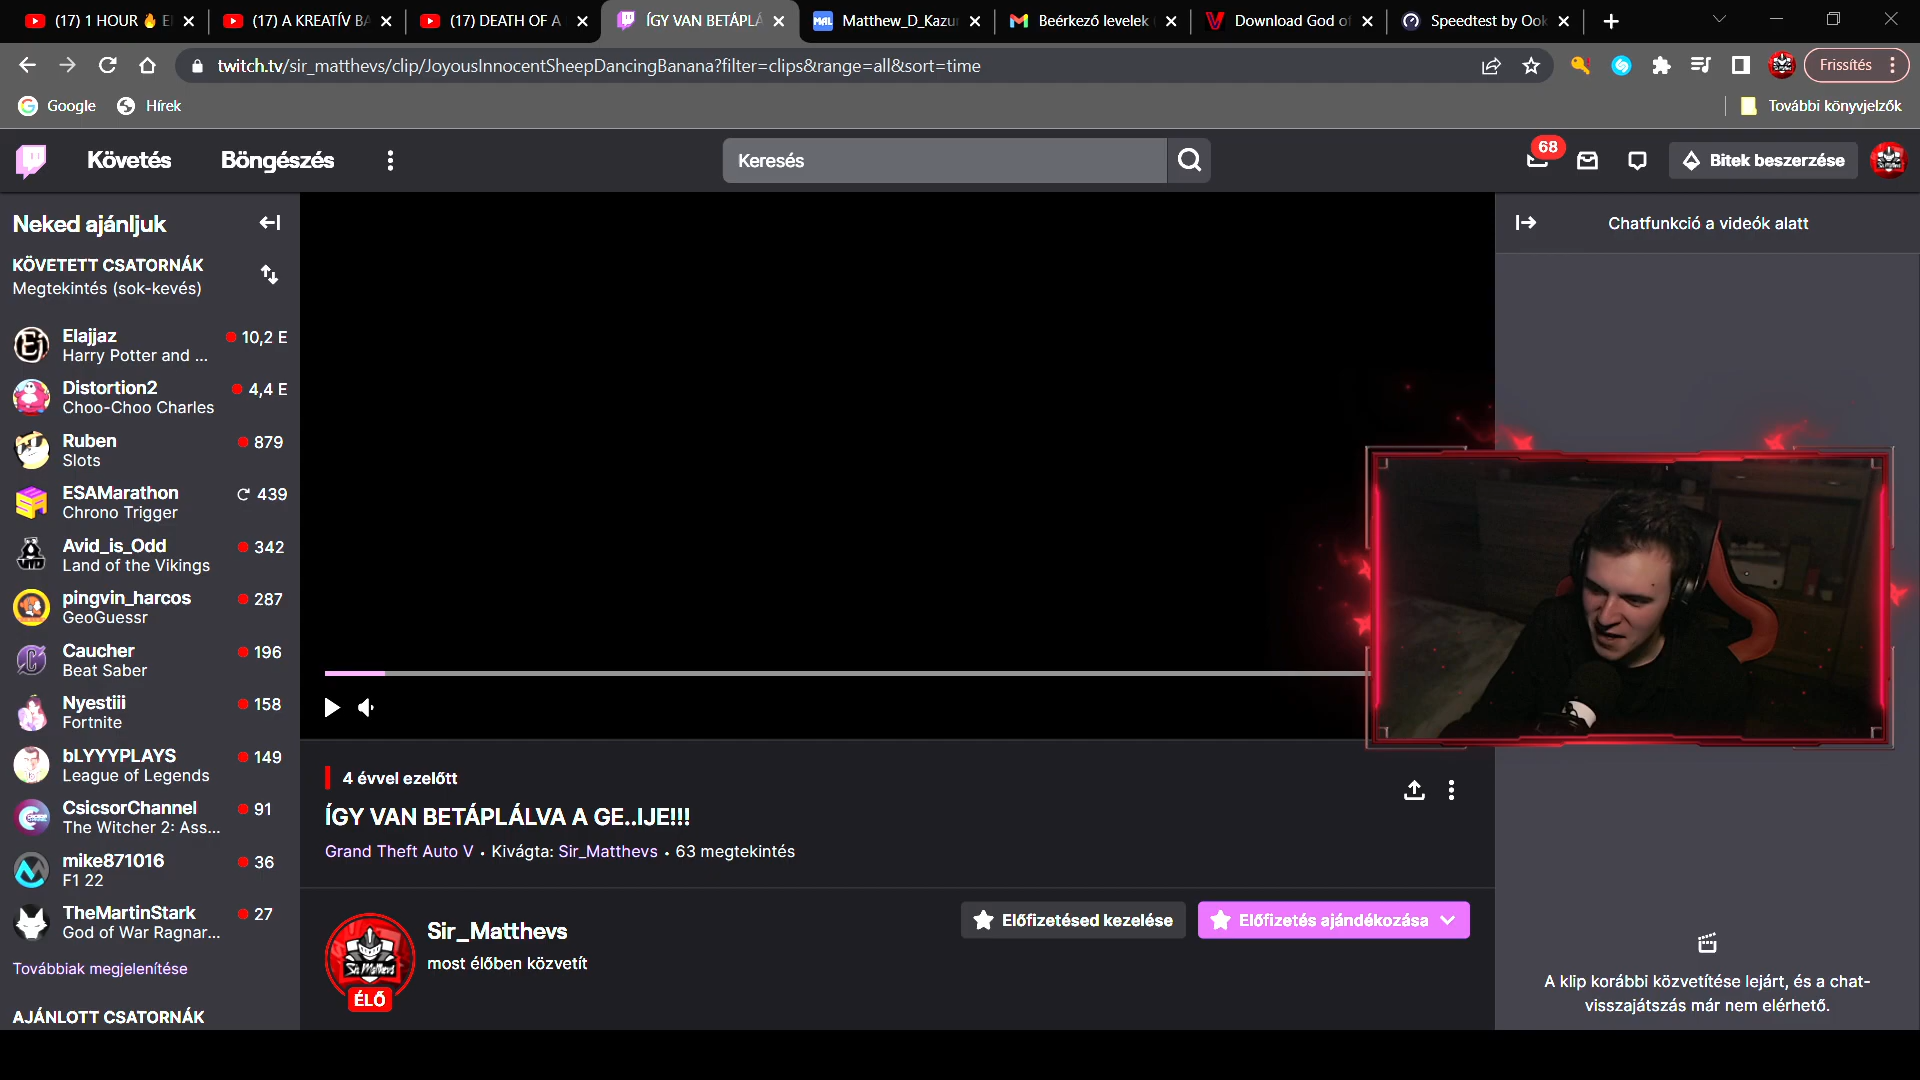 (17) 1 HOUR 🔥 E
(17) A KREATÍV BA
(17) DEATH OF A
ÍGY VAN BETÁPLÁ
MAL
Matthew_D_Kazu
Beérkező levelek
Download God of
Speedtest by Ook
twitch.tv/sir_matthevs/clip/JoyousInnocentSheepDancingBanana?filter=clips&range=all&sort=time
Frissítés
Google
Hírek
További könyvjelzők
Követés
Böngészés
Keresés
68
Bitek beszerzése
Neked ajánljuk
KÖVETETT CSATORNÁK
Megtekintés (sok-kevés)
Elajjaz
10,2 E
Harry Potter and ...
Distortion2
4,4 E
Choo-Choo Charles
Ruben
879
Slots
ESAMarathon
439
Chrono Trigger
Avid_is_Odd
342
Land of the Vikings
pingvin_harcos
287
GeoGuessr
Caucher
196
Beat Saber
Nyestiii
158
Fortnite
bLYYYPLAYS
149
League of Legends
CsicsorChannel
91
The Witcher 2: Ass...
mike871016
36
F1 22
TheMartinStark
27
God of War Ragnar...
Továbbiak megjelenítése
AJÁNLOTT CSATORNÁK
4 évvel ezelőtt
ÍGY VAN BETÁPLÁLVA A GE..IJE!!!
Grand Theft Auto V • Kivágta: Sir_Matthevs • 63 megtekintés
Sir Matthevs
ÉLŐ
Sir_Matthevs
most élőben közvetít
Előfizetésed kezelése
Előfizetés ajándékozása
Chatfunkció a videók alatt
A klip korábbi közvetítése lejárt, és a chat-
visszajátszás már nem elérhető.